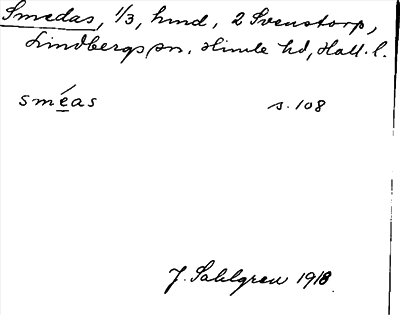 Smedas, 1/3, hmd, 2 Svenstorp,
Lindbergs sn, Himle hd, Hall. l.
sméas s. 108
J. Sahlgren 1918